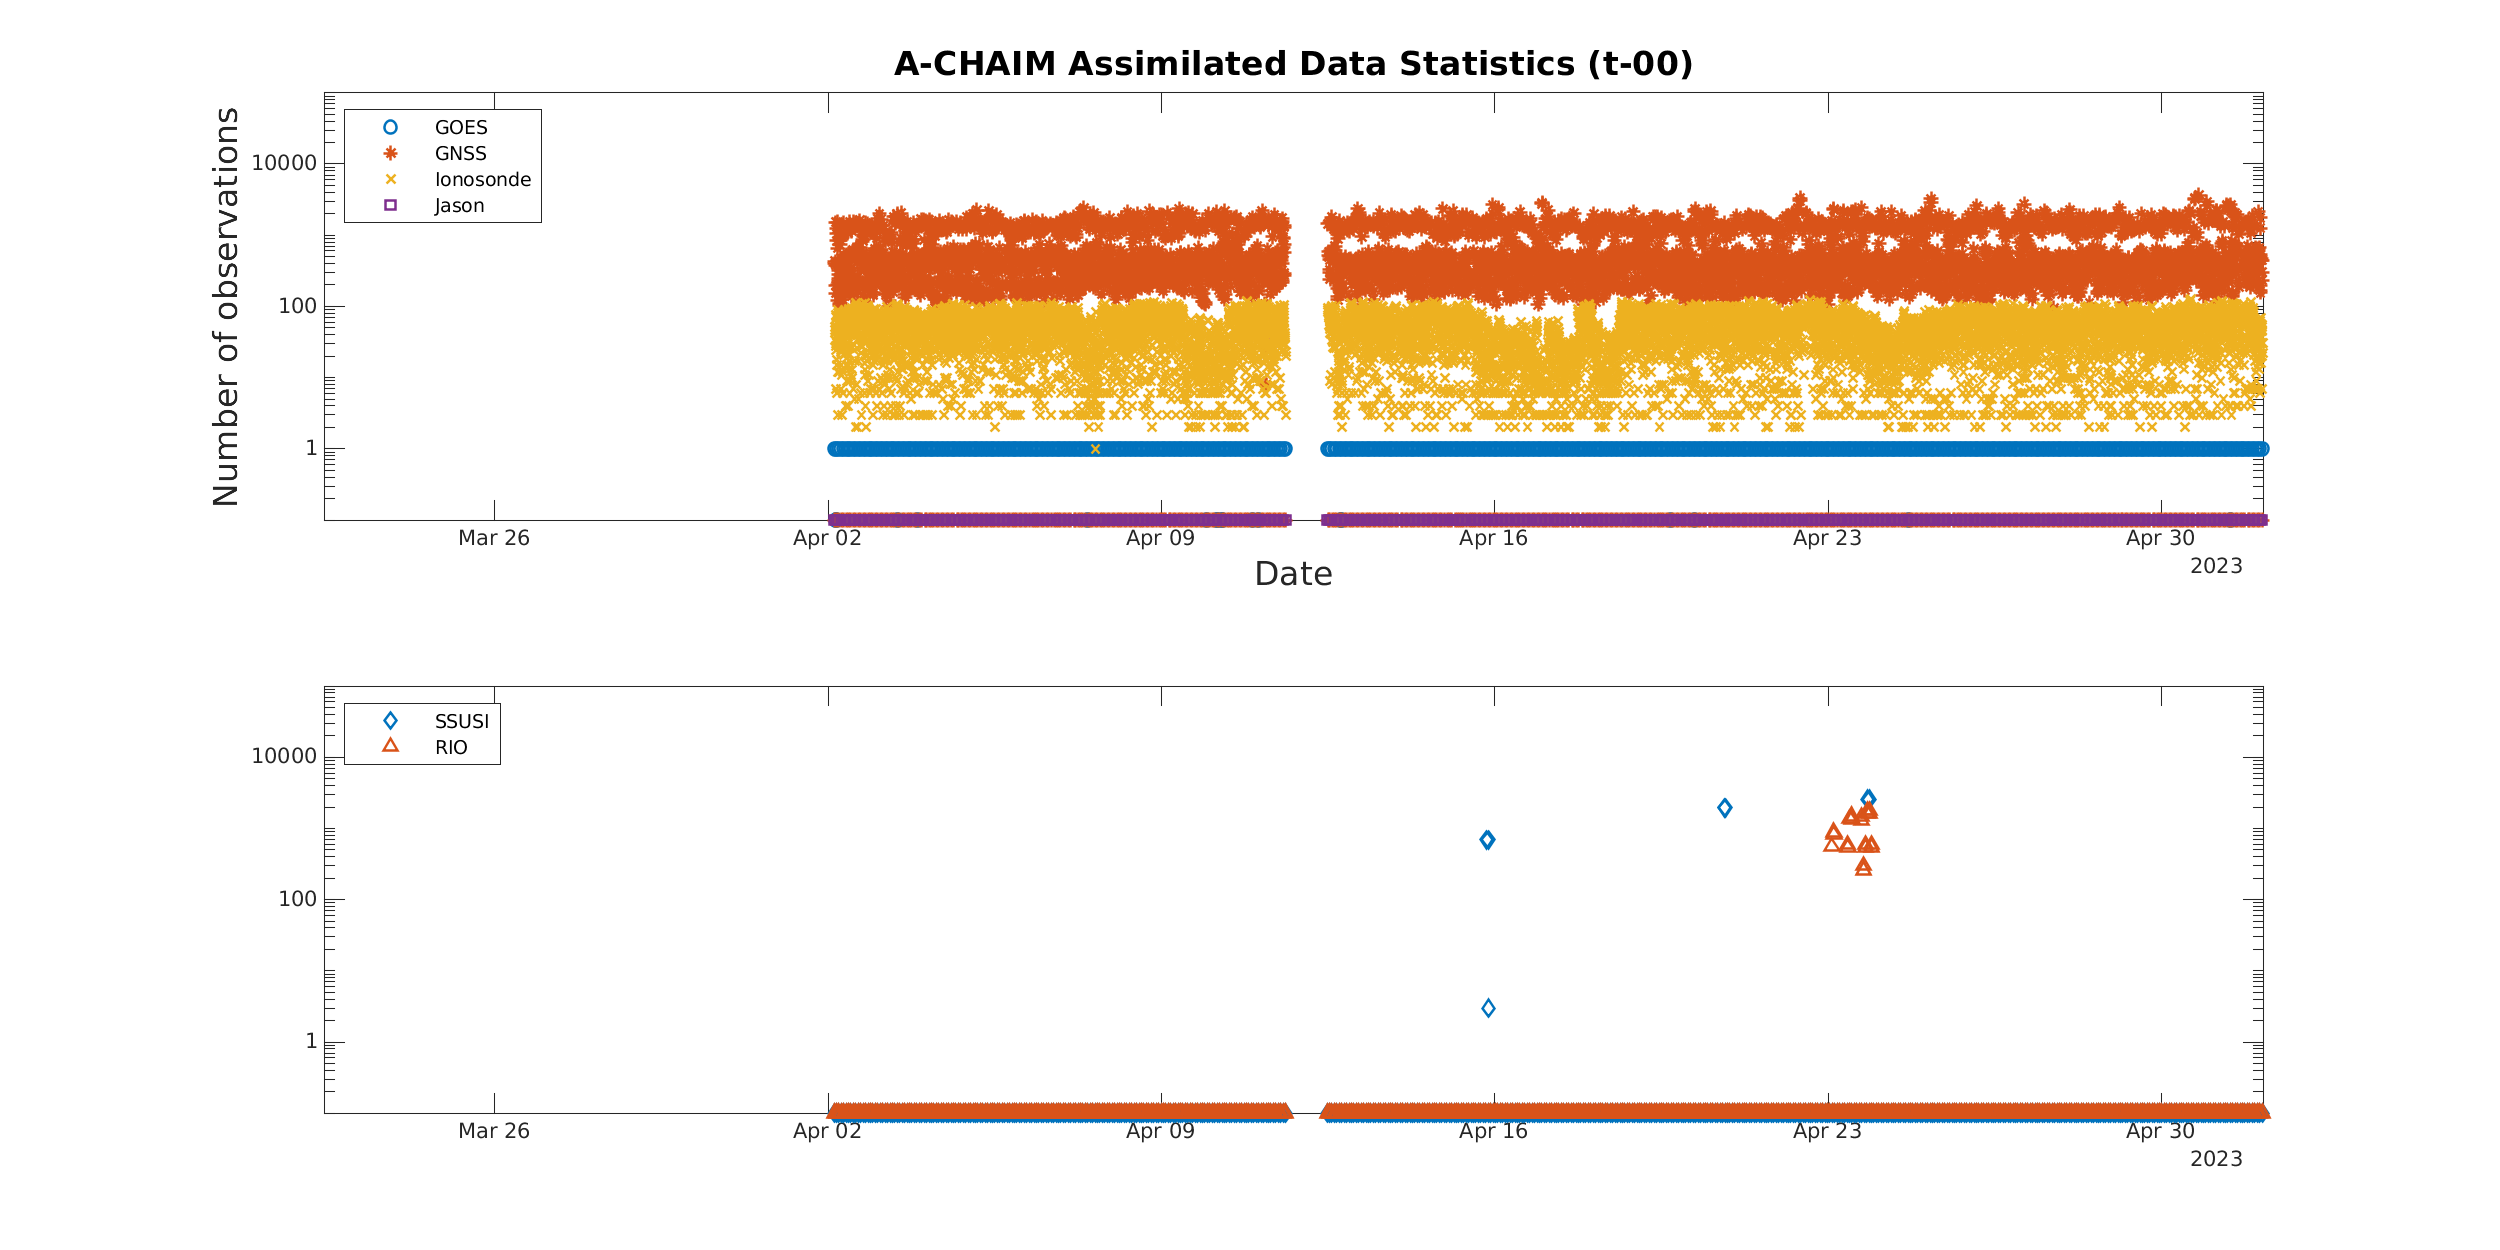 A-CHAIM Assimilated Data Statistics (t-00)
Number of observations
GOES
GNSS
Ionosonde
Jason
10000
100
1
Mar 26 Apr 02 Apr 09 Apr 16 Apr 23 Apr 30
2023
Date
SSUSI
RIO
10000
100
1
Mar 26 Apr 02 Apr 09 Apr 16 Apr 23 Apr 30
2023